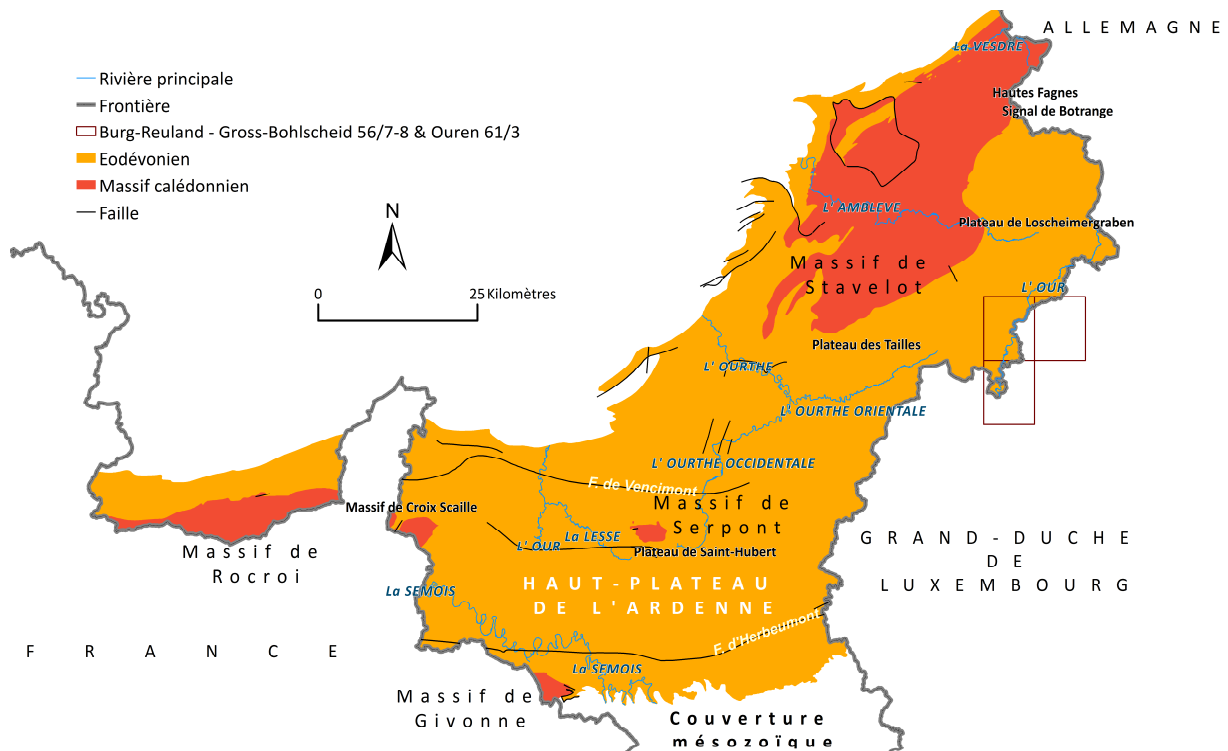 ALLEMAGNE
La VESDRE
Rivière principale
Frontière
Burg-Reuland - Gross-Bohlscheid 56/7-8 & Ouren 61/3
Eodévonien
Massif calédonnien
Faille
Hautes Fagnes
Signal de Botrange
N
L' AMBLEVE
Plateau de Loscheimergraben
Massif de
Stavelot
0 25 Kilomètres
L' OUR
Plateau des Tailles
L' OURTHE
L' OURTHE ORIENTALE
L' OURTHE OCCIDENTALE
F. de Vencimont
Massif de
Serpont
Massif de Croix Scaille
La LESSE
L' OUR
Plateau de Saint-Hubert
Massif de
Rocroi
GRAND-DUCHE
DE
LUXEMBOURG
HAUT-PLATEAU
DE L'ARDENNE
La SEMOIS
F. d'Herbeumont
FRANCE
La SEMOIS
Massif de
Givonne
Couverture
mésozoïque